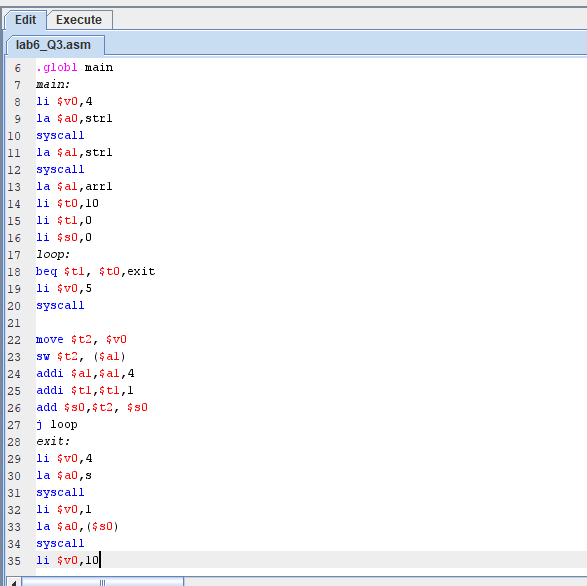 Edit Execute
lab6_Q3.asm
6 .globl main
7 main:
8 li $v0,4
9 la $a0,str1
10 syscall
11 la $a1,str1
12 syscall
13 la $a1,arr1
14 li $t0,10
15 li $t1,0
16 li $s0,0
17 loop:
18 beq $t1, $t0,exit
19 li $v0,5
20 syscall
21
22 move $t2, $v0
23 sw $t2, ($a1)
24 addi $a1,$a1,4
25 addi $t1,$t1,1
26 add $s0,$t2, $s0
27 j loop
28 exit:
29 li $v0,4
30 la $a0,s
31 syscall
32 li $v0,1
33 la $a0,($s0)
34 syscall
35 li $v0,10